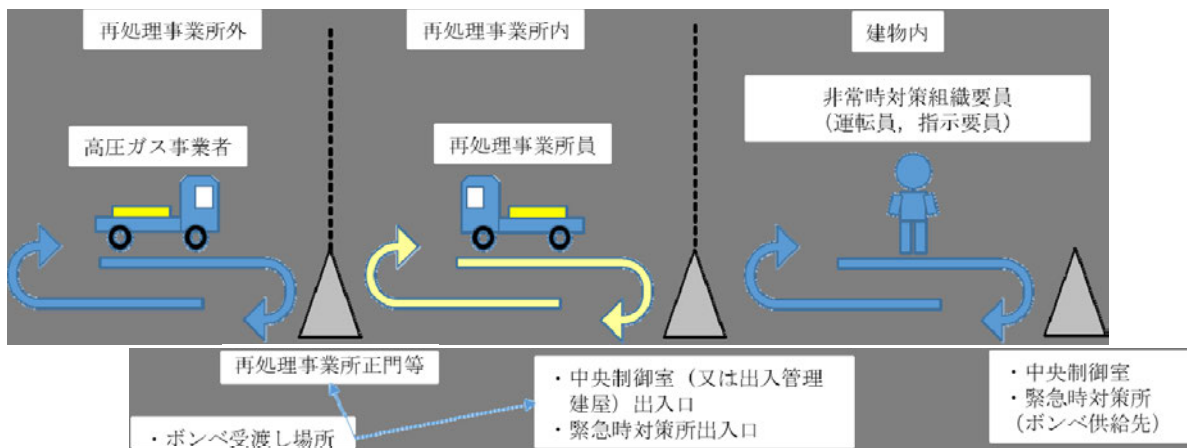 再処理事業所外
再処理事業所内
建物内
高圧ガス事業者
再処理事業所員
非常時対策組織要員
(運転員，指示要員)
再処理事業所正門等
・ボンベ受渡し場所
・中央制御室（又は出入管理
建屋）出入口
・緊急時対策所出入口
・中央制御室
・緊急時対策所
(ボンベ供給先)